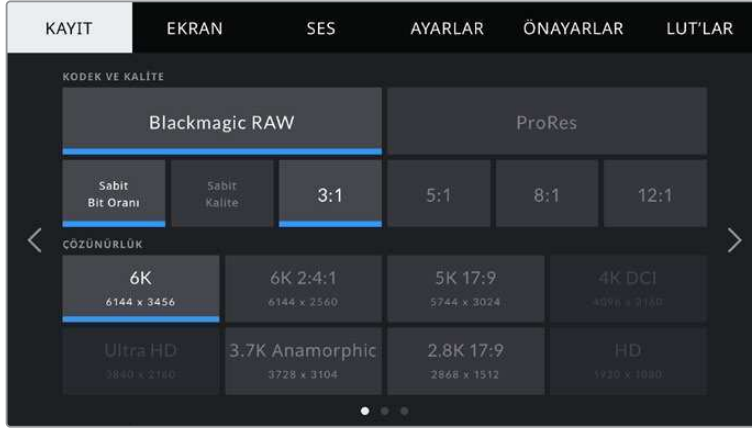 KAYIT EKRAN SES AYARLAR ÖNAYARLAR LUT'LAR
KODEK VE KALİTE
Blackmagic RAW ProRes
Sabit Bit Oranı Sabit Kalite 3:1 5:1 8:1 12:1
ÇÖZÜNÜRLÜK
6K 6K 2:4:1 5K 17:9 4K DCI
6144 x 3456 6144 x 2560 5744 x 3024 4096 x 2160
Ultra HD 3.7K Anamorphic 2.8K 17:9 HD
3840 x 2160 3728 x 3104 2868 x 1512 1920 x 1080